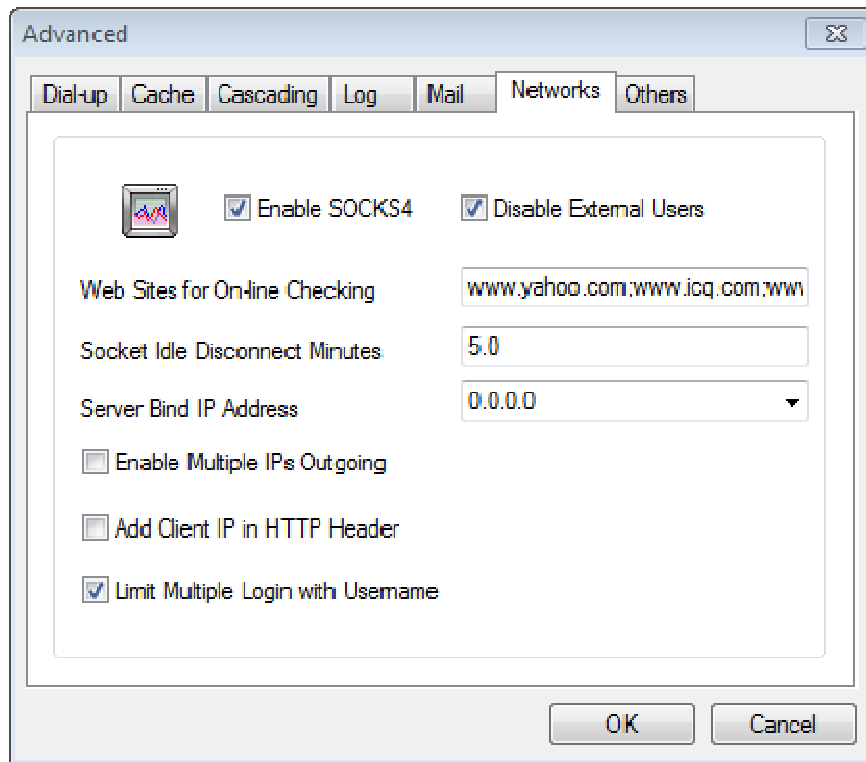 Advanced
Dial-up Cache Cascading Log Mail Networks Others
Enable SOCKS4 Disable External Users
Web Sites for On-line Checking www.yahoo.com;www.icq.com;ww
Socket Idle Disconnect Minutes 5.0
Server Bind IP Address 0.0.0.0
Enable Multiple IPs Outgoing
Add Client IP in HTTP Header
Limit Multiple Login with Username
OK Cancel